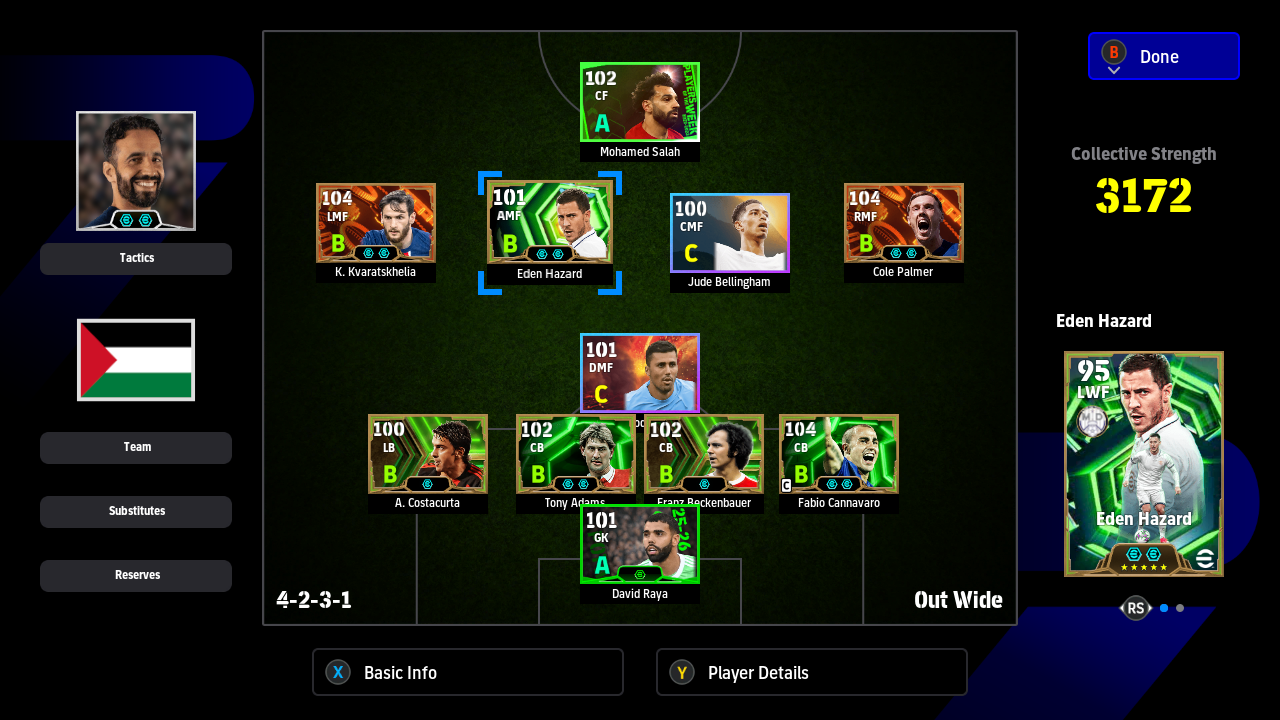 B
Done
102
CF
A
PLAYERS
WEEK
Mohamed Salah
Collective Strength
3172
104
LMF
B
K. Kvaratskhelia
101
AMF
B
Eden Hazard
100
CMF
C
Jude Bellingham
104
RMF
B
Cole Palmer
Tactics
101
DMF
C
Eden Hazard
95
LWF
Eden Hazard
100
LB
B
A. Costacurta
102
CB
B
Tony Adams
102
CB
B
Franz Beckenbauer
104
CB
B
C
Fabio Cannavaro
Team
Substitutes
Reserves
101
GK
A
25-26
David Raya
4-2-3-1
Out Wide
RS
X
Basic Info
Y
Player Details